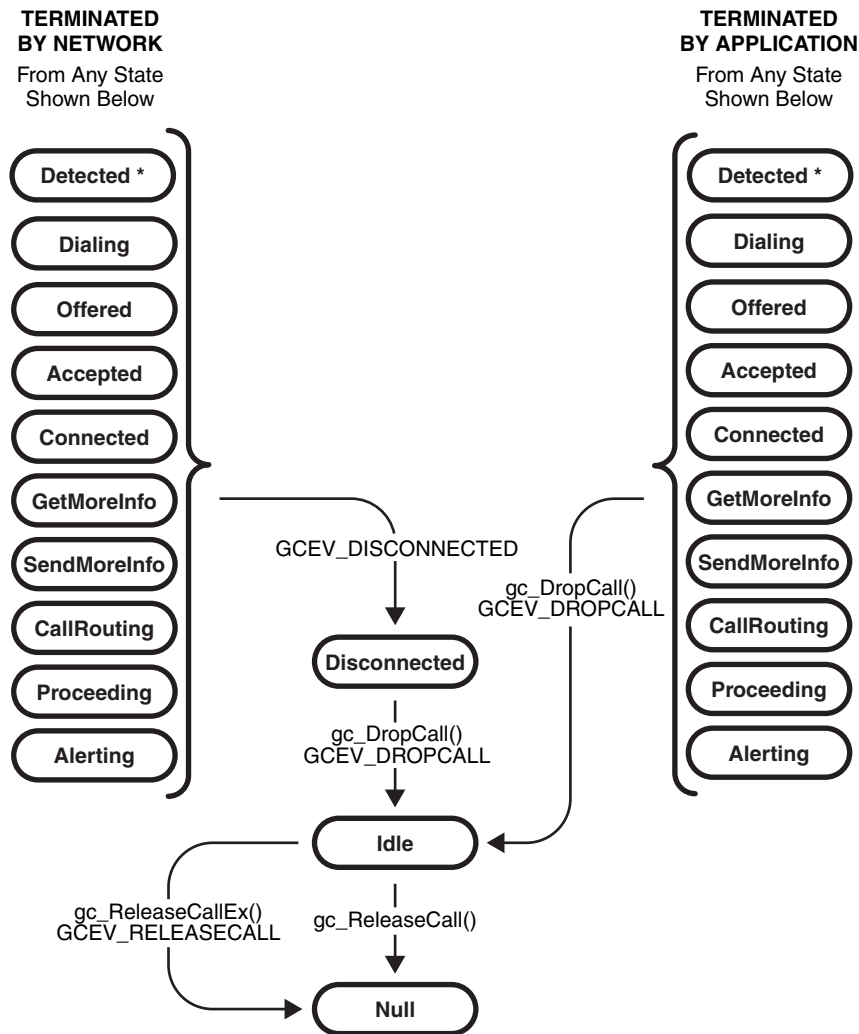 TERMINATED
BY NETWORK
From Any State
Shown Below
Detected *
Dialing
Offered
Accepted
Connected
GetMoreInfo
SendMoreInfo
CallRouting
Proceeding
Alerting
TERMINATED
BY APPLICATION
From Any State
Shown Below
Detected *
Dialing
Offered
Accepted
Connected
GetMoreInfo
SendMoreInfo
CallRouting
Proceeding
Alerting
GCEV_DISCONNECTED
gc_DropCall()
GCEV_DROPCALL
Disconnected
gc_DropCall()
GCEV_DROPCALL
Idle
gc_ReleaseCallEx()
GCEV_RELEASECALL
gc_ReleaseCall()
Null